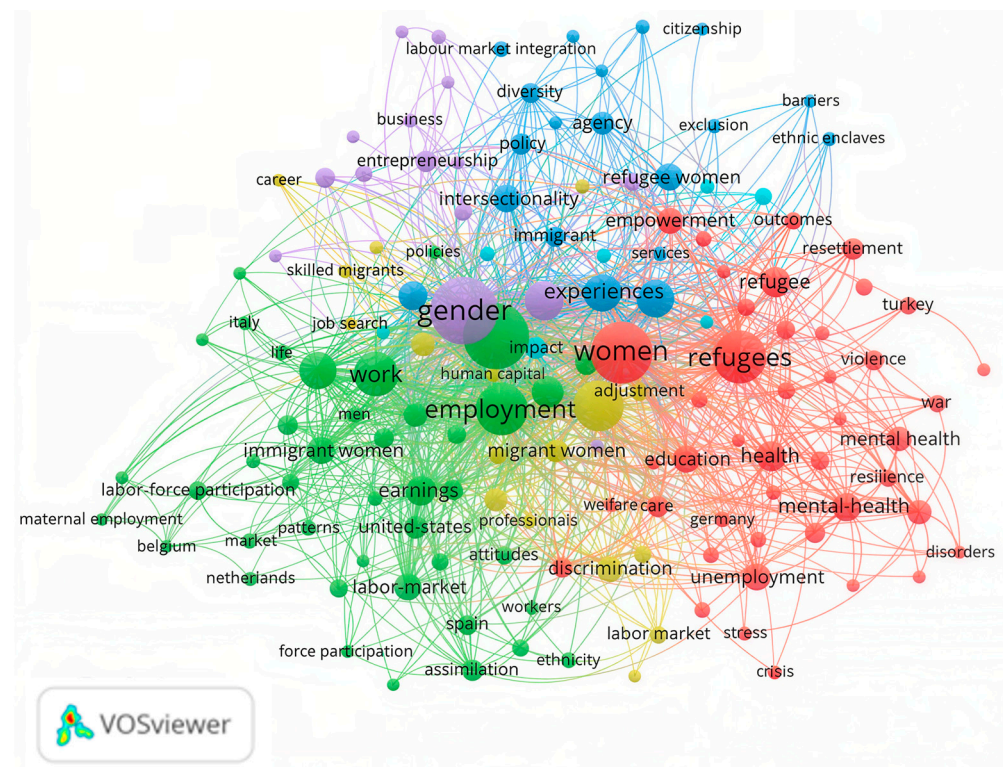 citizenship
labour market integration
diversity
barriers
business
agency
exclusion
policy
ethnic enclaves
entrepreneurship
career
refugee women
intersectionality
empowerment
outcomes
immigrant
policies
services
resettlement
skilled migrants
refugee
experiences
gender
turkey
italy
job search
impact
women
refugees
life
violence
work
human capital
adjustment
men
employment
war
mental health
immigrant women
migrant women
education
health
resilience
labor-force participation
earnings
welfare
care
mental-health
maternal employment
patterns
united-states
professionals
germany
belgium
market
attitudes
disorders
discrimination
netherlands
labor-market
unemployment
workers
spain
labor market
stress
force participation
assimilation
ethnicity
crisis
VOSviewer